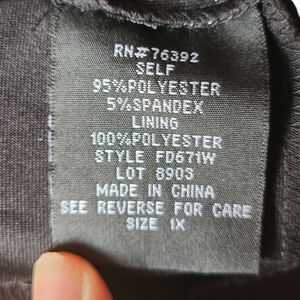 RN#76392
SELF
95%POLYESTER
5%SPANDEX
LINING
100%POLYESTER
STYLE FD671W
LOT 8903
MADE IN CHINA
SEE REVERSE FOR CARE
SIZE 1X